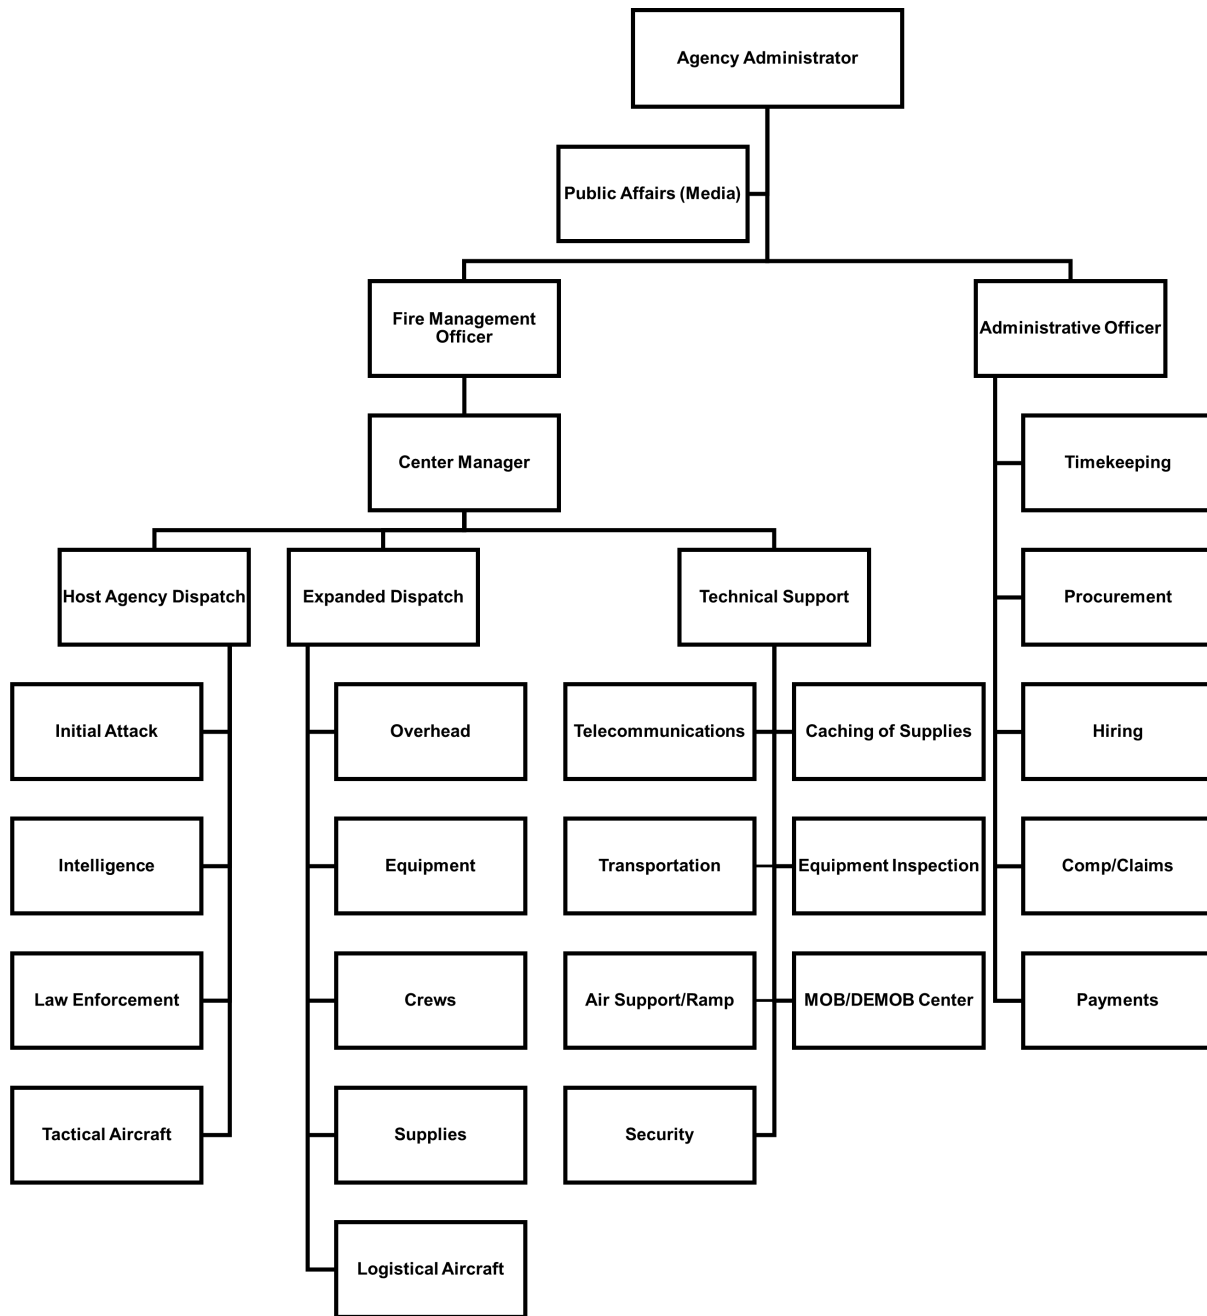 Agency Administrator
Public Affairs (Media)
Fire Management
Officer
Administrative Officer
Center Manager
Timekeeping
Host Agency Dispatch
Expanded Dispatch
Technical Support
Procurement
Initial Attack
Overhead
Telecommunications
Caching of Supplies
Hiring
Intelligence
Equipment
Transportation
Equipment Inspection
Comp/Claims
Law Enforcement
Crews
Air Support/Ramp
MOB/DEMOB Center
Payments
Tactical Aircraft
Supplies
Security
Logistical Aircraft